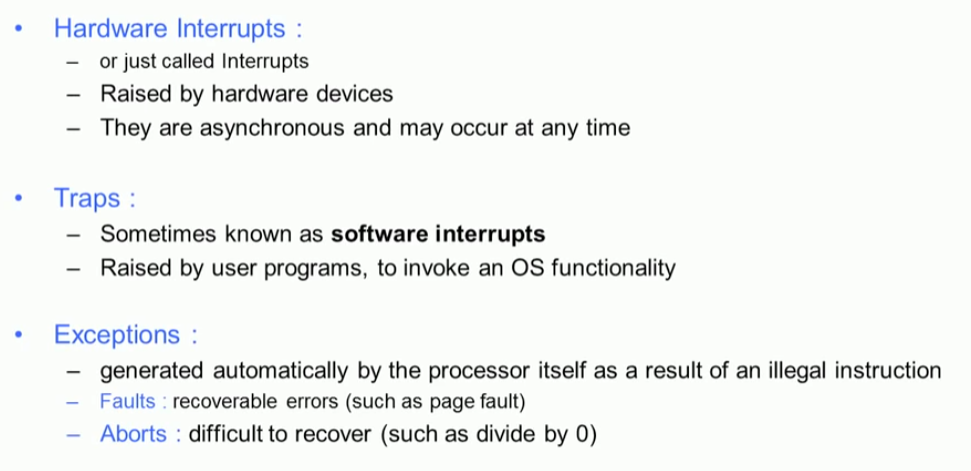 • Hardware Interrupts :
– or just called Interrupts
– Raised by hardware devices
– They are asynchronous and may occur at any time
• Traps :
– Sometimes known as software interrupts
– Raised by user programs, to invoke an OS functionality
• Exceptions :
– generated automatically by the processor itself as a result of an illegal instruction
– Faults : recoverable errors (such as page fault)
– Aborts : difficult to recover (such as divide by 0)